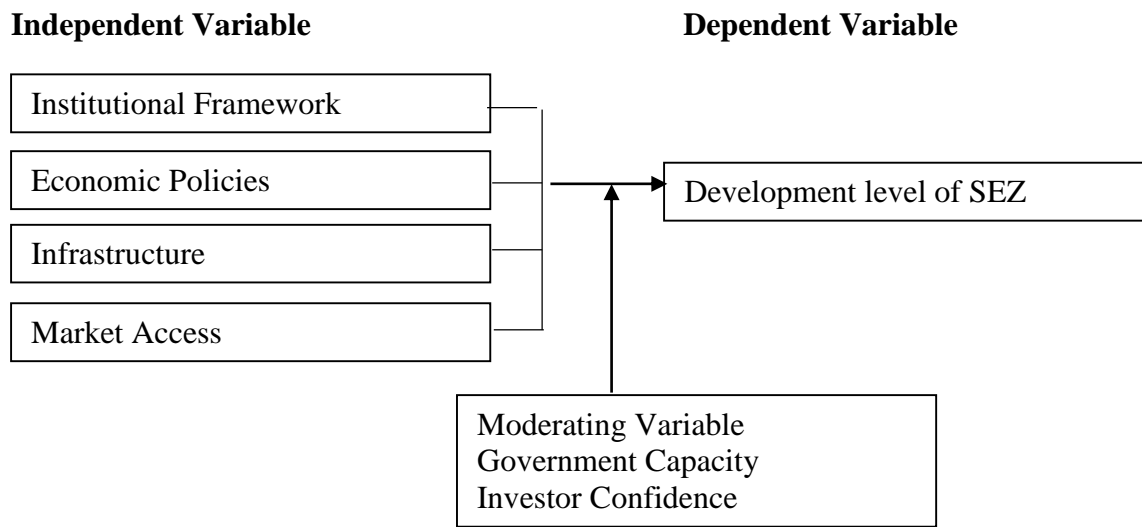 Independent Variable
Dependent Variable
Institutional Framework
Economic Policies
Infrastructure
Market Access
Development level of SEZ
Moderating Variable
Government Capacity
Investor Confidence